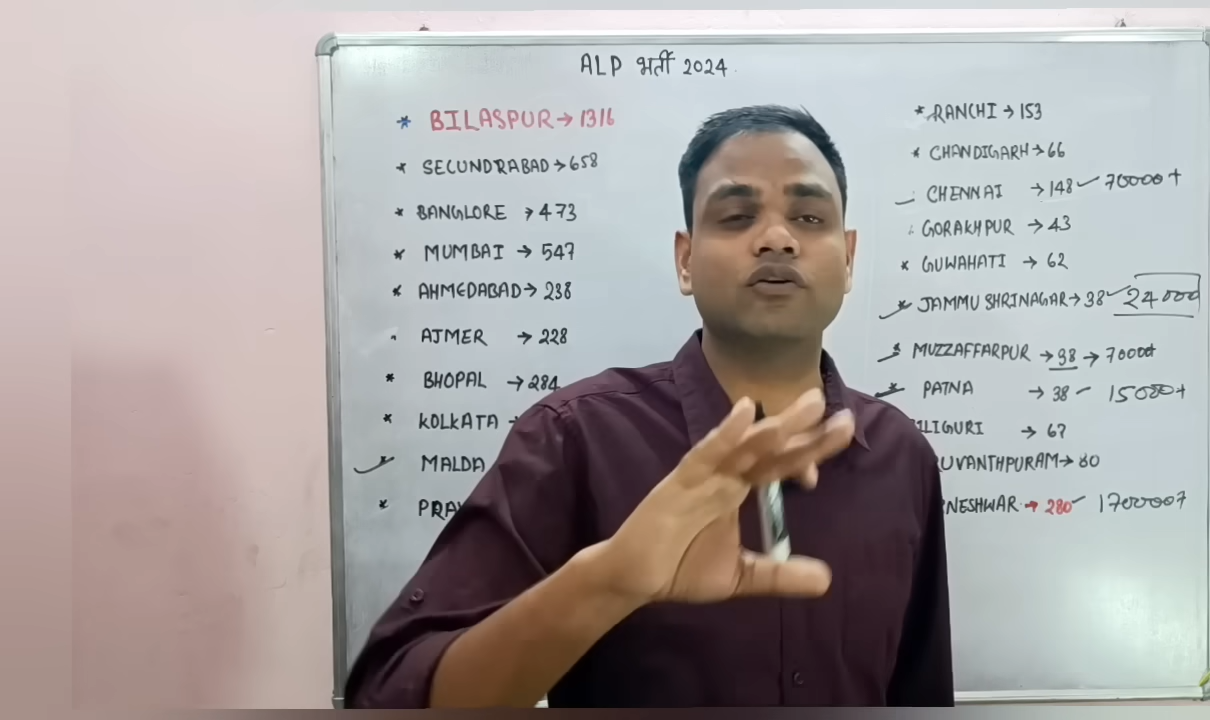 ALP भर्ती 2024
* BILASPUR → 1316
* SECUNDRABAD → 658
* BANGLORE → 473
* MUMBAI → 547
* AHMEDABAD → 238
AJMER → 228
* BHOPAL → 284
* KOLKATA →
* MALDA
*
* RANCHI → 153
* CHANDIGARH → 66
CHENNAI → 148 70000+
GORAKHPUR → 43
* GUWAHATI → 62
* JAMMU SHRINAGAR → 38 24000
* MUZZAFFARPUR → 38 → 70000+
* PATNA → 38 15000+
ILIGURI → 67
UVANTHPURAM →
NESHWAR → 280